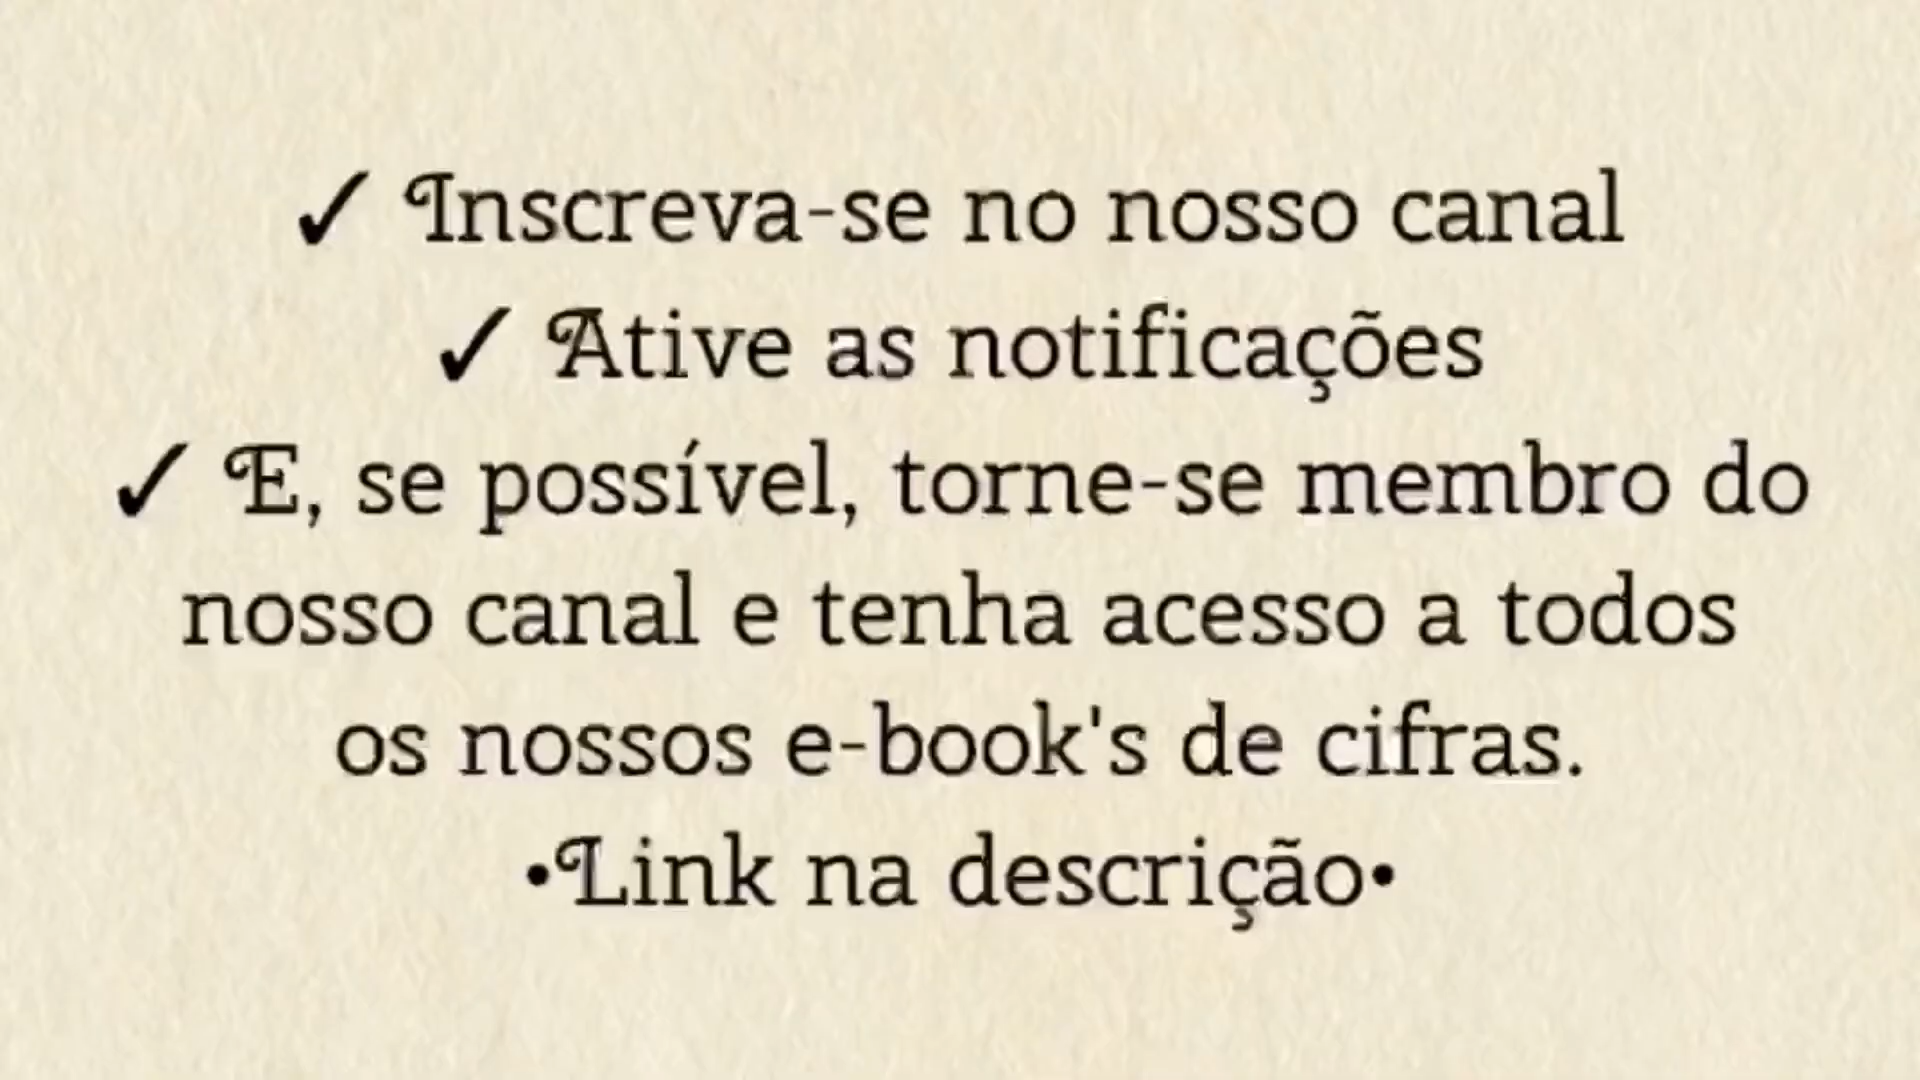 ✓ Inscreva-se no nosso canal
✓ Ative as notificações
✓ E, se possível, torne-se membro do
nosso canal e tenha acesso a todos
os nossos e-book's de cifras.
•Link na descrição•